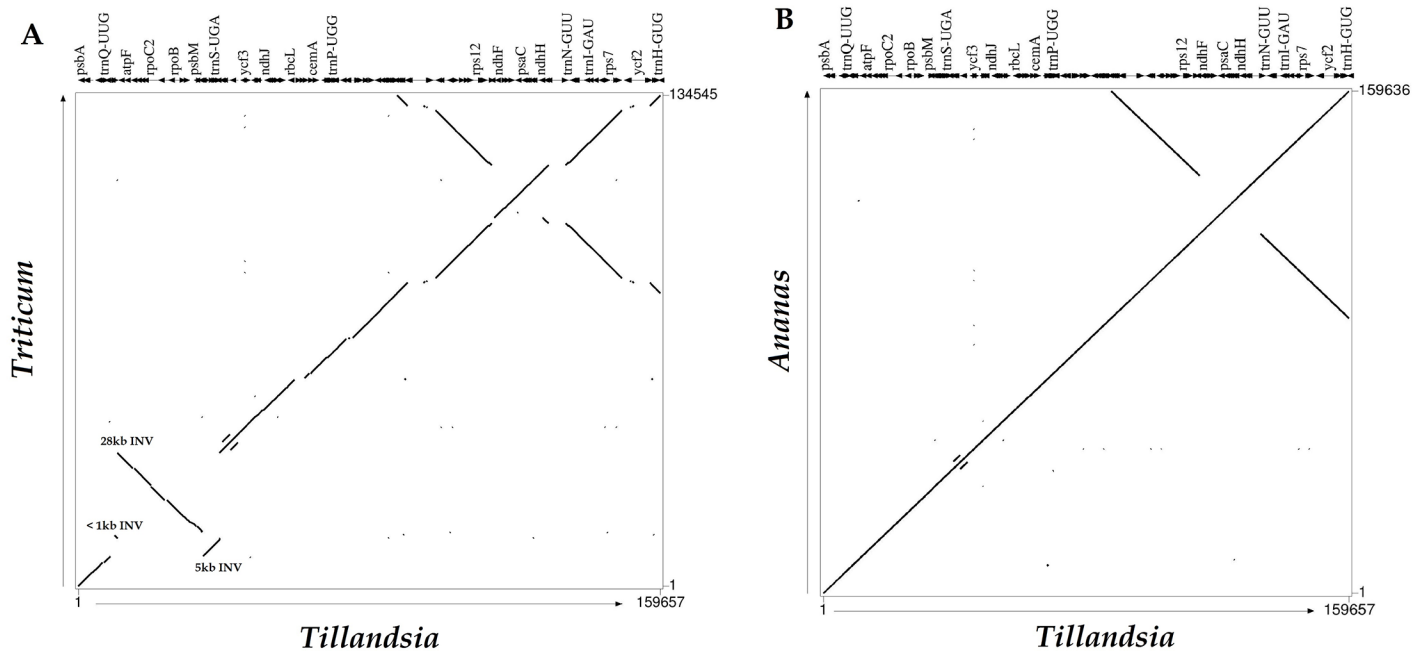 A
psbA
trnQ-UUG
atpF
rpoC2
rpoB
psbM
trnS-UGA
ycf3
ndhJ
rbcL
cemA
trnP-UGG
rps12
ndhF
psaC
ndhH
trnN-GUU
trnI-GAU
rps7
ycf2
trnH-GUG
134545
Triticum
28kb INV
< 1kb INV
5kb INV
1
1
159657
Tillandsia
B
psbA
trnQ-UUG
atpF
rpoC2
rpoB
psbM
trnS-UGA
ycf3
ndhJ
rbcL
cemA
trnP-UGG
rps12
ndhF
psaC
ndhH
trnN-GUU
trnI-GAU
rps7
ycf2
trnH-GUG
159636
Ananas
1
1
159657
Tillandsia